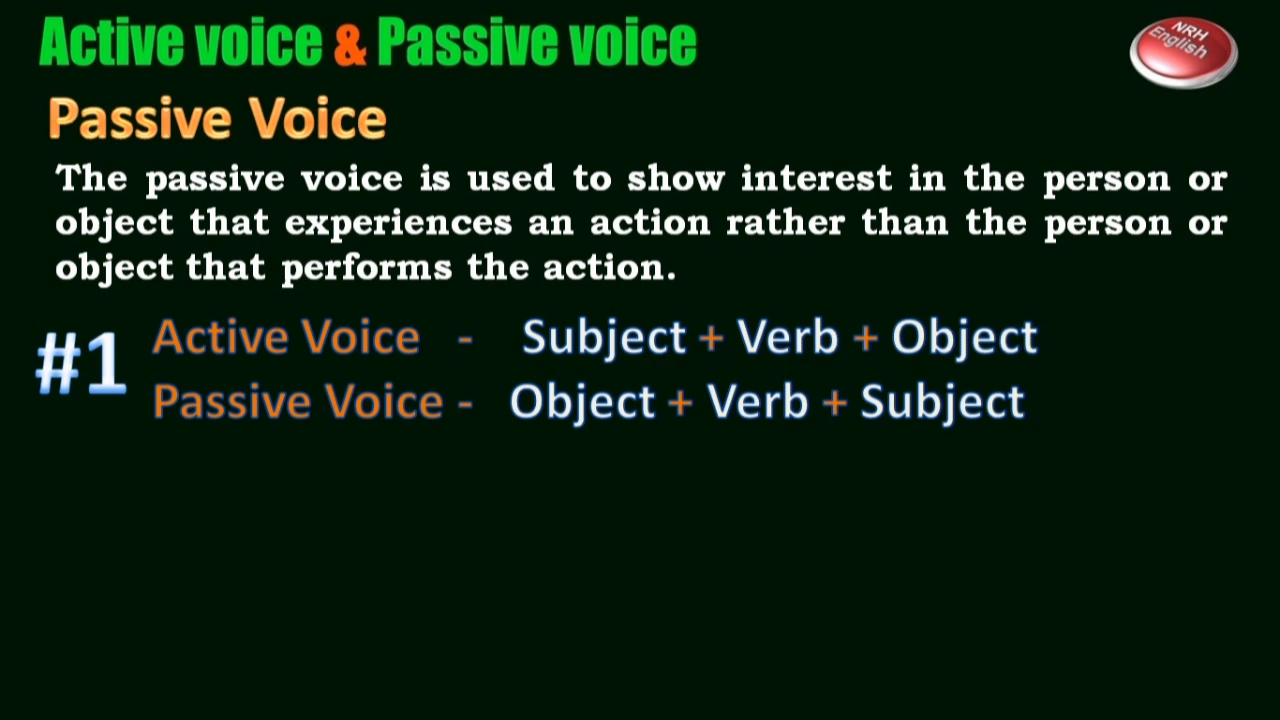 Active voice & Passive voice
NRH
English
Passive Voice
The passive voice is used to show interest in the person or
object that experiences an action rather than the person or
object that performs the action.
#1
Active Voice - Subject + Verb + Object
Passive Voice - Object + Verb + Subject